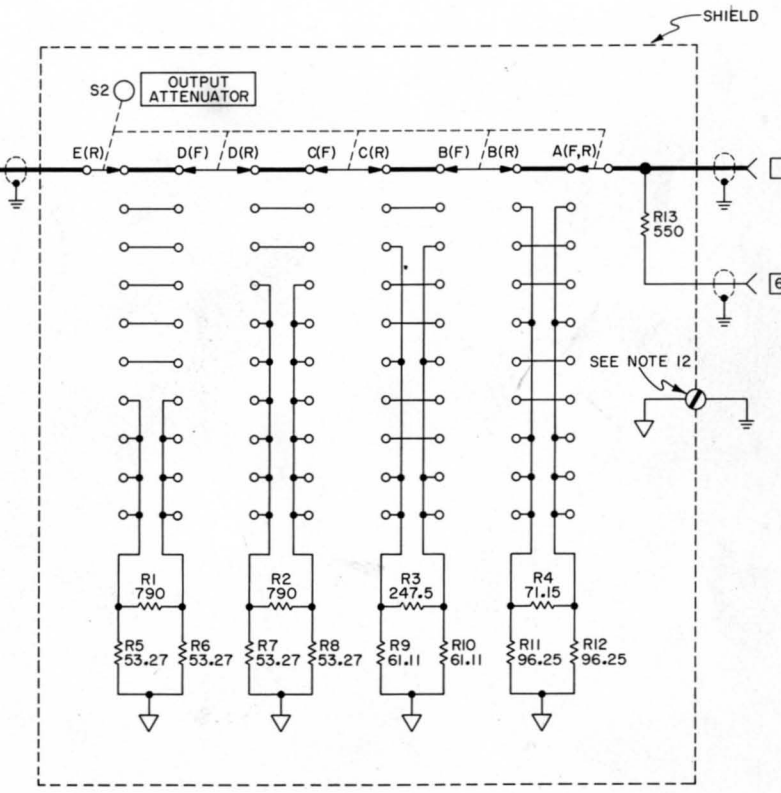 SHIELD
S2
OUTPUT
ATTENUATOR
E(R) D(F) D(R) C(F) C(R) B(F) B(R) A(F,R)
R13
550
SEE NOTE 12
R1
790
R2
790
R3
247.5
R4
71.15
R5
53.27
R6
53.27
R7
53.27
R8
53.27
R9
61.11
R10
61.11
R11
96.25
R12
96.25